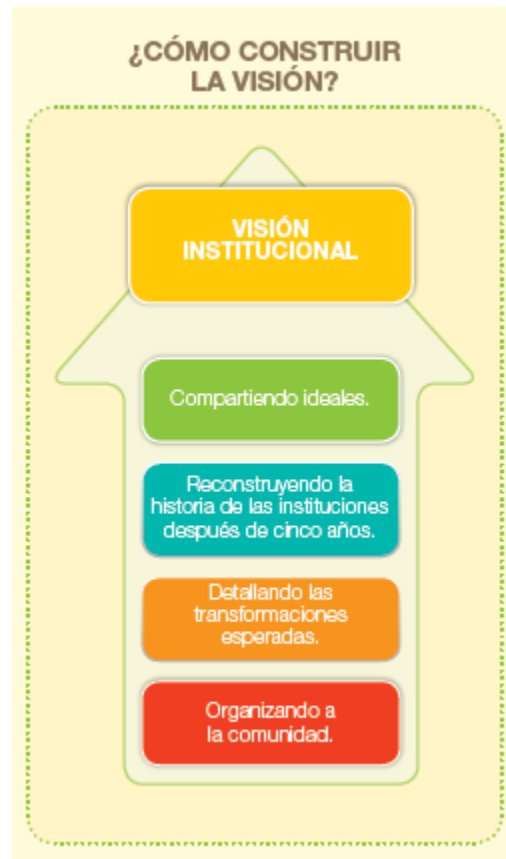 ¿CÓMO CONSTRUIR
LA VISIÓN?
VISIÓN
INSTITUCIONAL
Compartiendo ideales.
Reconstruyendo la
historia de las instituciones
después de cinco años.
Detallando las
transformaciones
esperadas.
Organizando a
la comunidad.